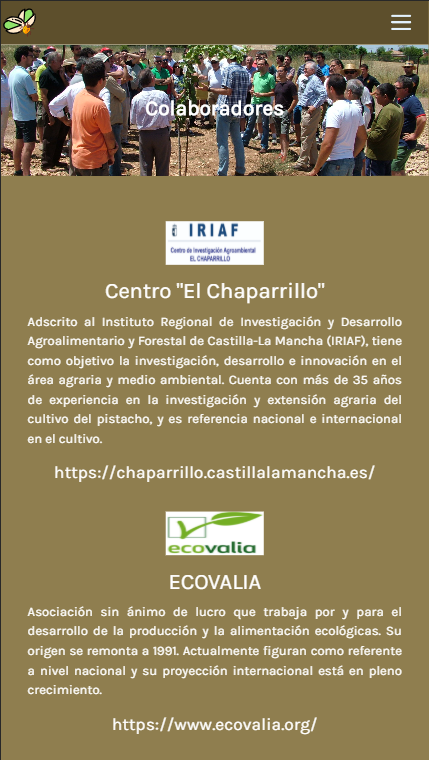 Colaboradores
IRIAF
Centro de Investigación Agroambiental
EL CHAPARRILLO
Centro "El Chaparrillo"
Adscrito al Instituto Regional de Investigación y Desarrollo
Agroalimentario y Forestal de Castilla-La Mancha (IRIAF), tiene
como objetivo la investigación, desarrollo e innovación en el
área agraria y medio ambiental. Cuenta con más de 35 años
de experiencia en la investigación y extensión agraria del
cultivo del pistacho, y es referencia nacional e internacional
en el cultivo.
https://chaparrillo.castillalamancha.es/
ecovalia
ECOVALIA
Asociación sin ánimo de lucro que trabaja por y para el
desarrollo de la producción y la alimentación ecológicas. Su
origen se remonta a 1991. Actualmente figuran como referente
a nivel nacional y su proyección internacional está en pleno
crecimiento.
https://www.ecovalia.org/